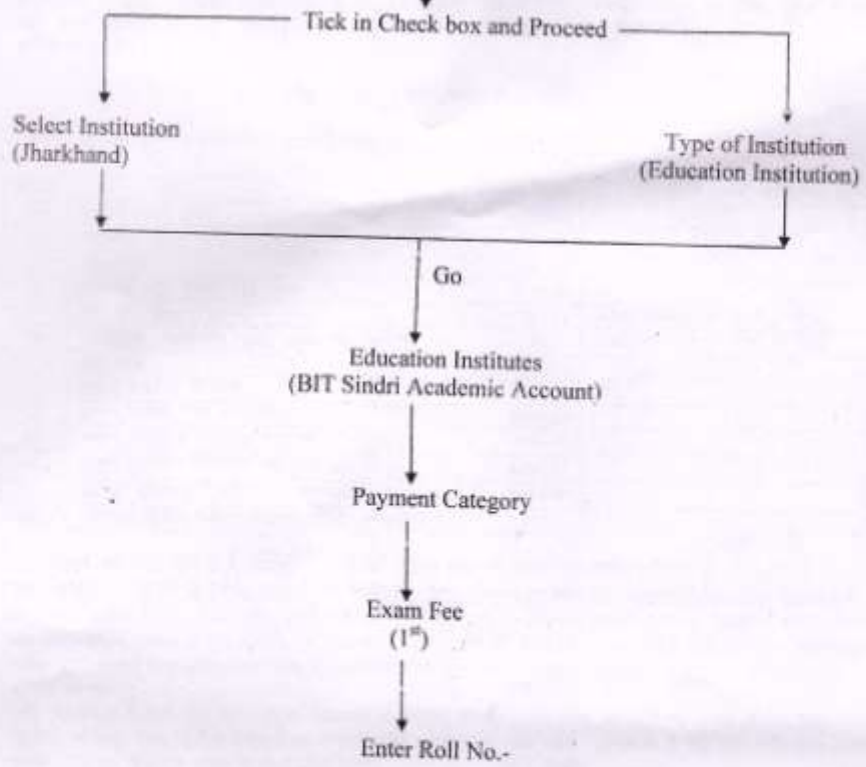 Tick in Check box and Proceed
Select Institution
(Jharkhand)
Type of Institution
(Education Institution)
Go
Education Institutes
(BIT Sindri Academic Account)
Payment Category
Exam Fee
(1st)
Enter Roll No.-